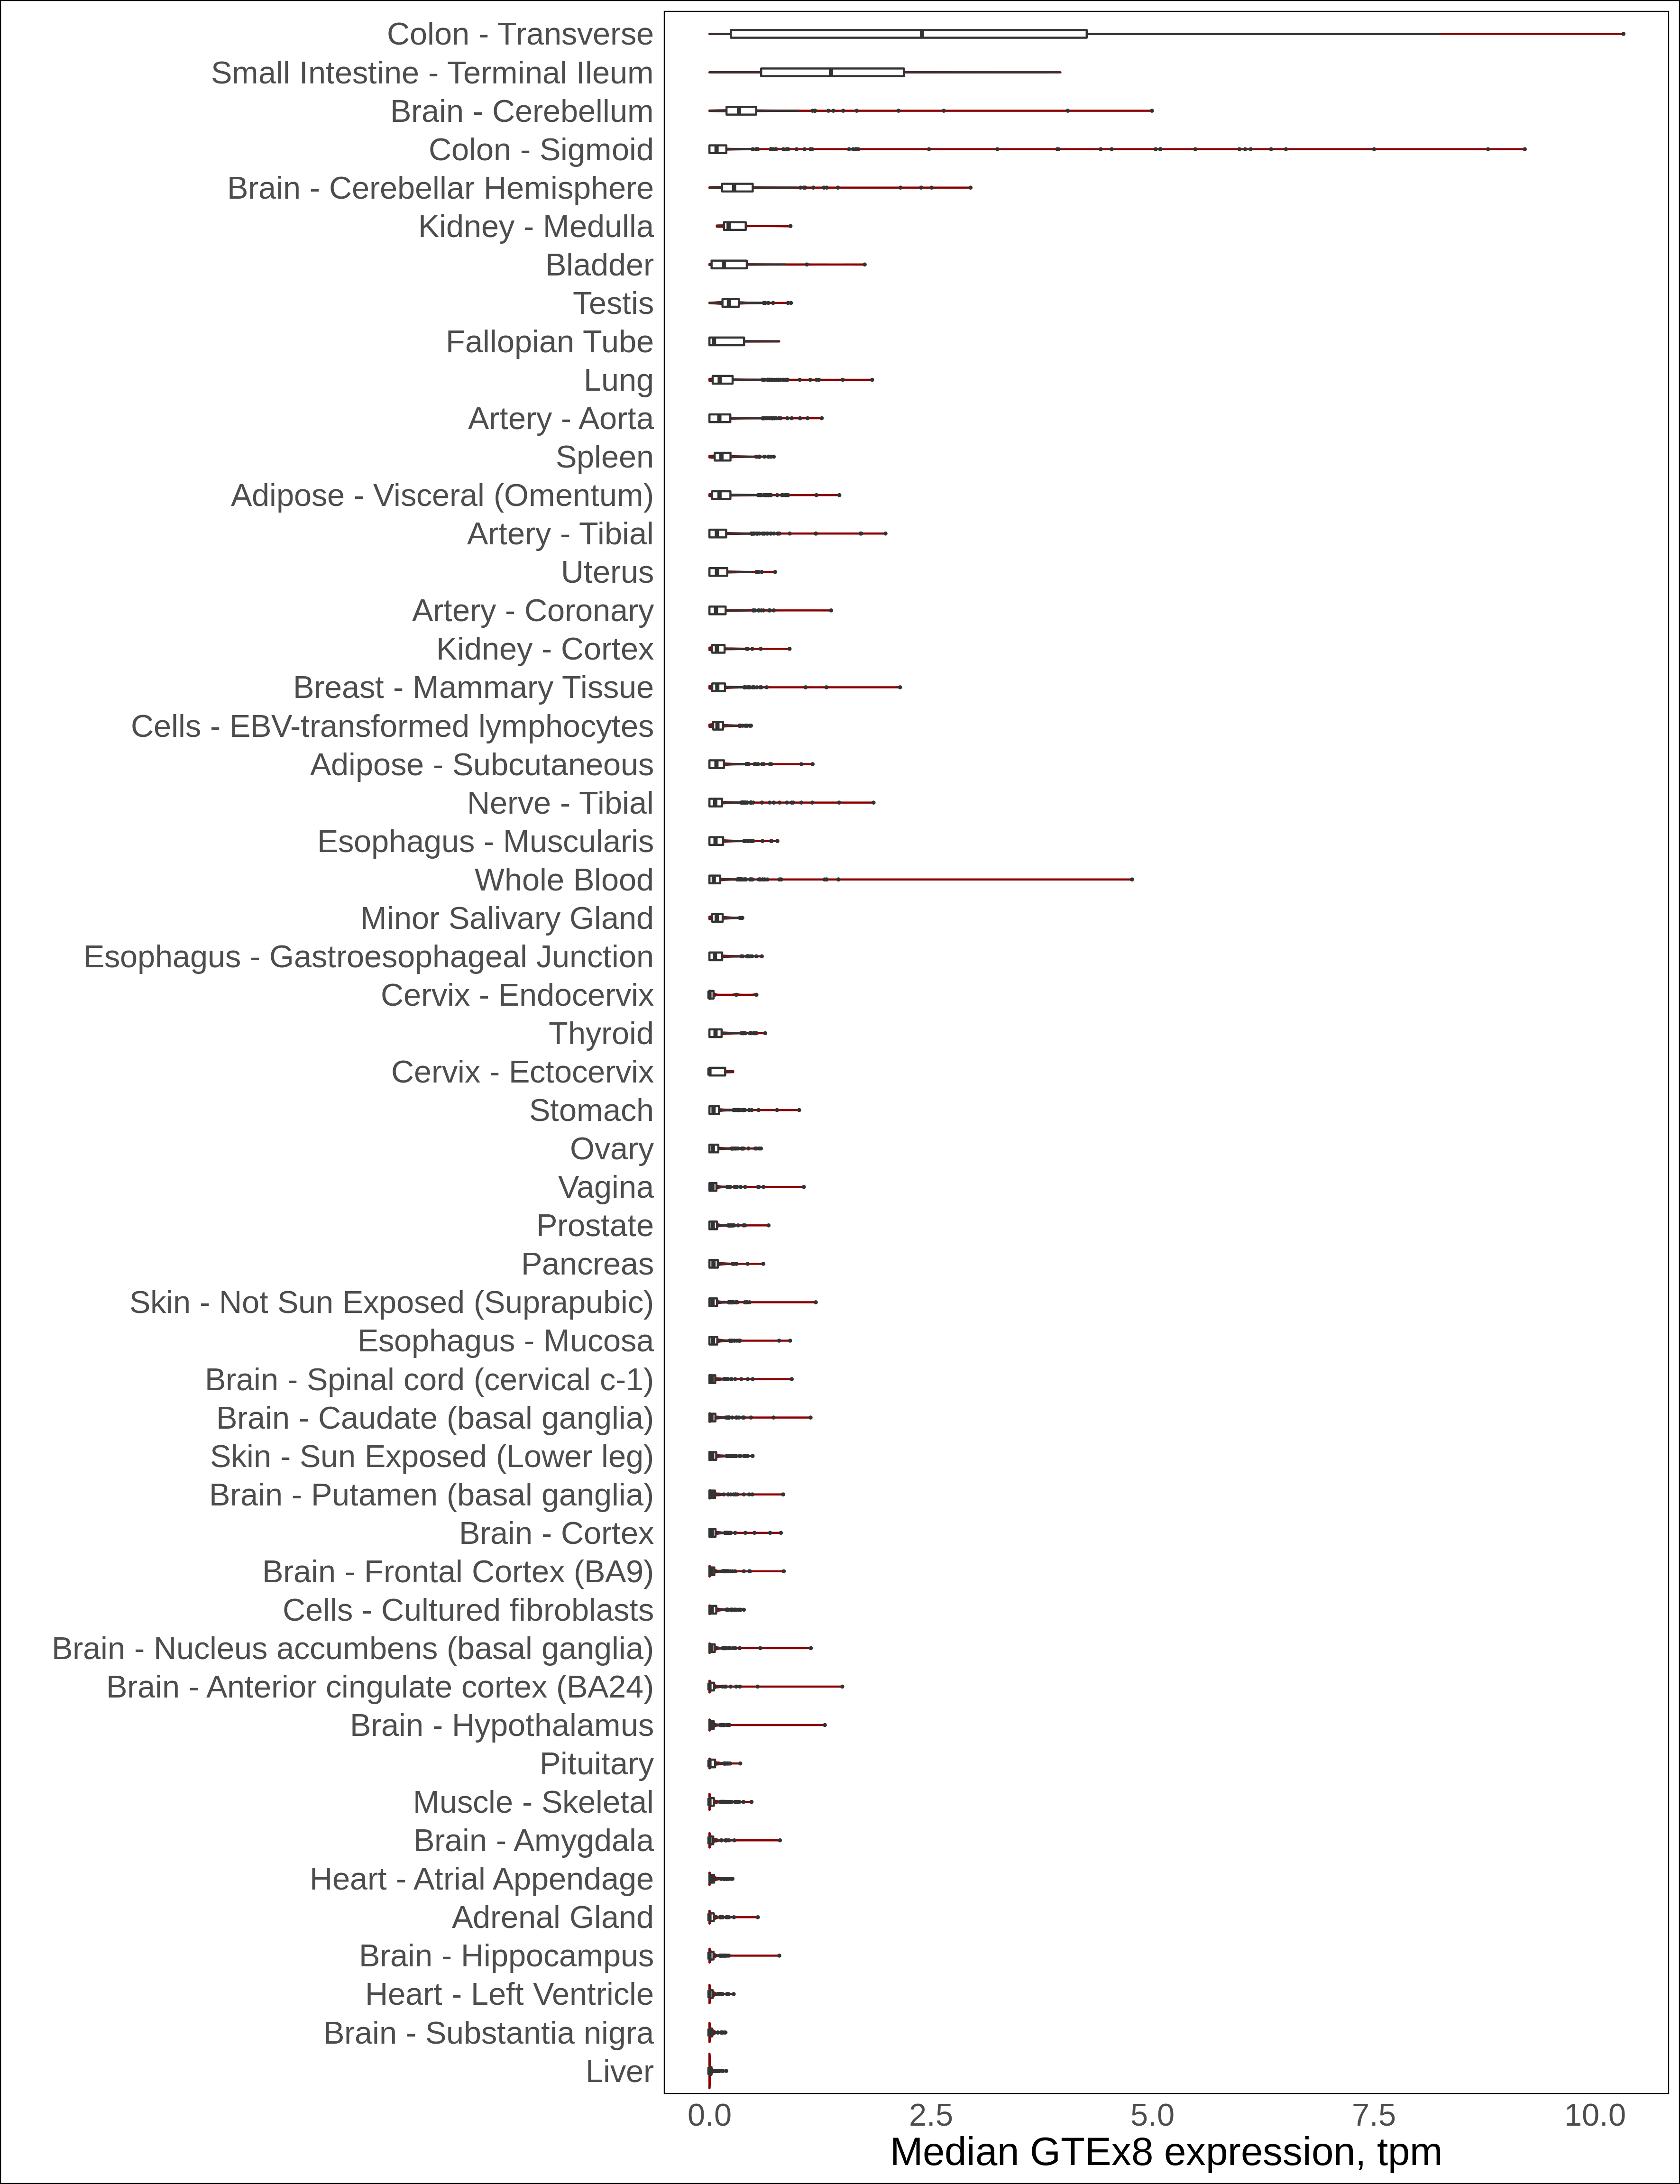 Colon - Transverse
Small Intestine - Terminal Ileum
Brain - Cerebellum
Colon - Sigmoid
Brain - Cerebellar Hemisphere
Kidney - Medulla
Bladder
Testis
Fallopian Tube
Lung
Artery - Aorta
Spleen
Adipose - Visceral (Omentum)
Artery - Tibial
Uterus
Artery - Coronary
Kidney - Cortex
Breast - Mammary Tissue
Cells - EBV-transformed lymphocytes
Adipose - Subcutaneous
Nerve - Tibial
Esophagus - Muscularis
Whole Blood
Minor Salivary Gland
Esophagus - Gastroesophageal Junction
Cervix - Endocervix
Thyroid
Cervix - Ectocervix
Stomach
Ovary
Vagina
Prostate
Pancreas
Skin - Not Sun Exposed (Suprapubic)
Esophagus - Mucosa
Brain - Spinal cord (cervical c-1)
Brain - Caudate (basal ganglia)
Skin - Sun Exposed (Lower leg)
Brain - Putamen (basal ganglia)
Brain - Cortex
Brain - Frontal Cortex (BA9)
Cells - Cultured fibroblasts
Brain - Nucleus accumbens (basal ganglia)
Brain - Anterior cingulate cortex (BA24)
Brain - Hypothalamus
Pituitary
Muscle - Skeletal
Brain - Amygdala
Heart - Atrial Appendage
Adrenal Gland
Brain - Hippocampus
Heart - Left Ventricle
Brain - Substantia nigra
Liver
0.0 2.5 5.0 7.5 10.0
Median GTEx8 expression, tpm